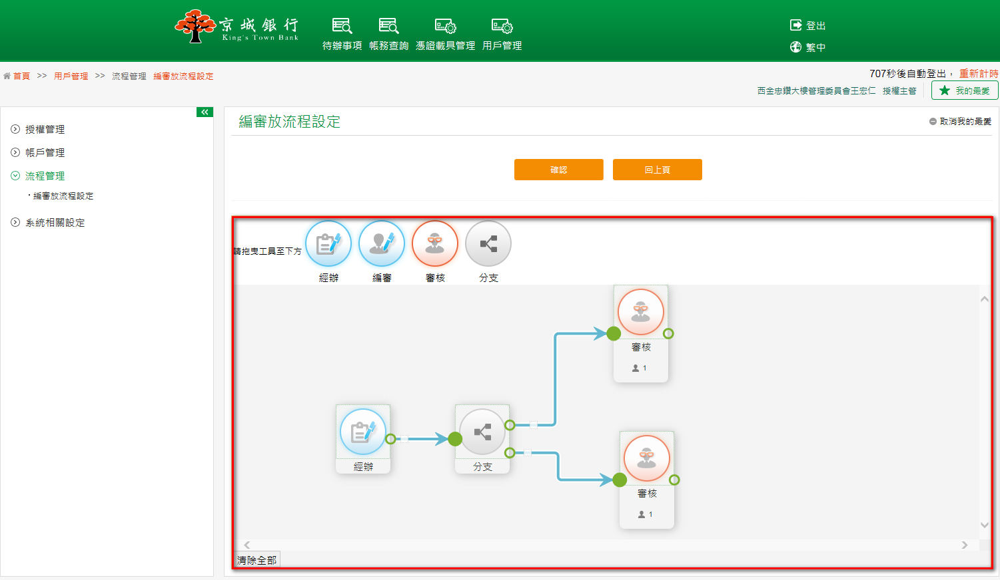 京城銀行
King's Town Bank
待辦事項 帳務查詢 憑證載具管理 用戶管理
登出
繁中
首頁 >> 用戶管理 >> 流程管理 編審放流程設定
707秒後自動登出， 重新計時
西金忠鑽大樓管理委員會王宏仁 授權主管
我的最愛
授權管理
帳戶管理
流程管理
・編審放流程設定
系統相關設定
編審放流程設定
取消我的最愛
確認
回上頁
請拖曳工具至下方
經辦 編審 審核 分支
審核
1
經辦
分支
審核
1
清除全部